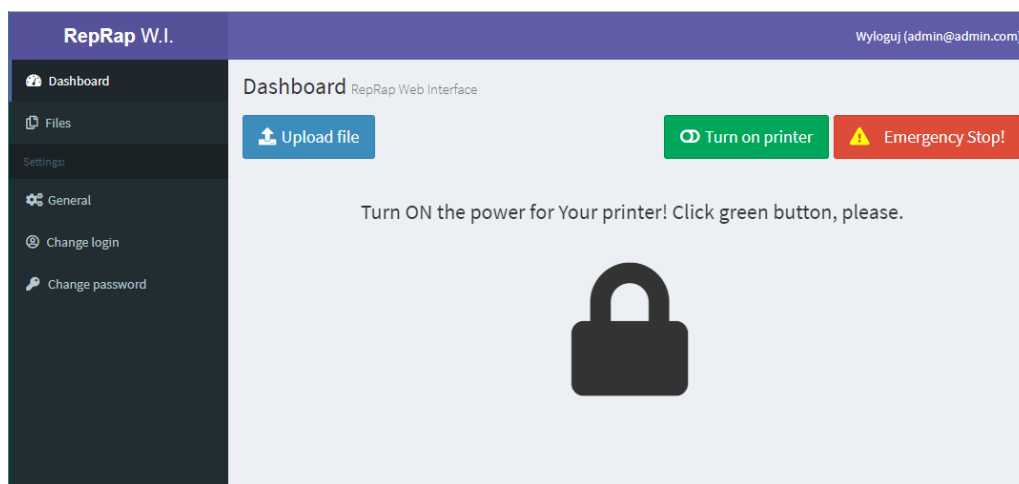 RepRap W.I.
Wyloguj (admin@admin.com)
Dashboard
Files
Settings:
General
Change login
Change password
Dashboard RepRap Web Interface
Upload file
Turn on printer
Emergency Stop!
Turn ON the power for Your printer! Click green button, please.